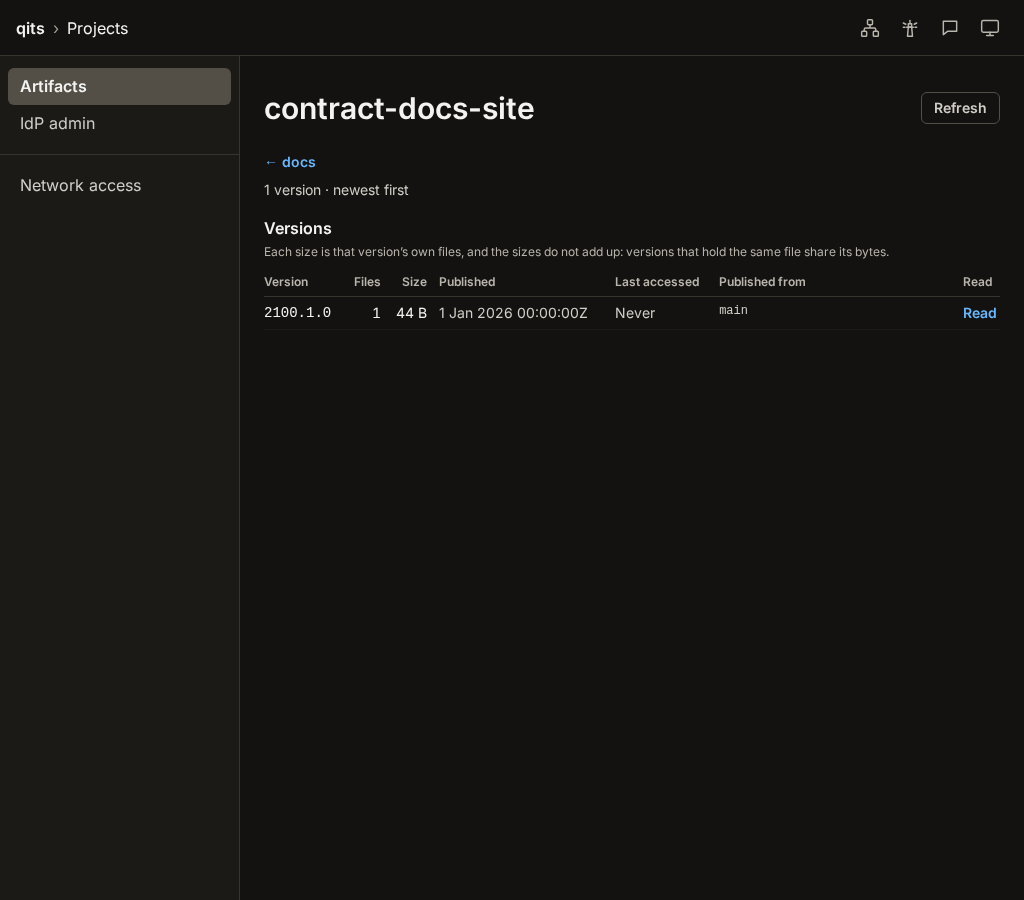 qits › Projects
Artifacts
IdP admin
Network access
contract-docs-site
Refresh
← docs
1 version · newest first
Versions
Each size is that version’s own files, and the sizes do not add up: versions that hold the same file share its bytes.
Version Files Size Published Last accessed Published from Read
2100.1.0 1 44 B 1 Jan 2026 00:00:00Z Never main Read